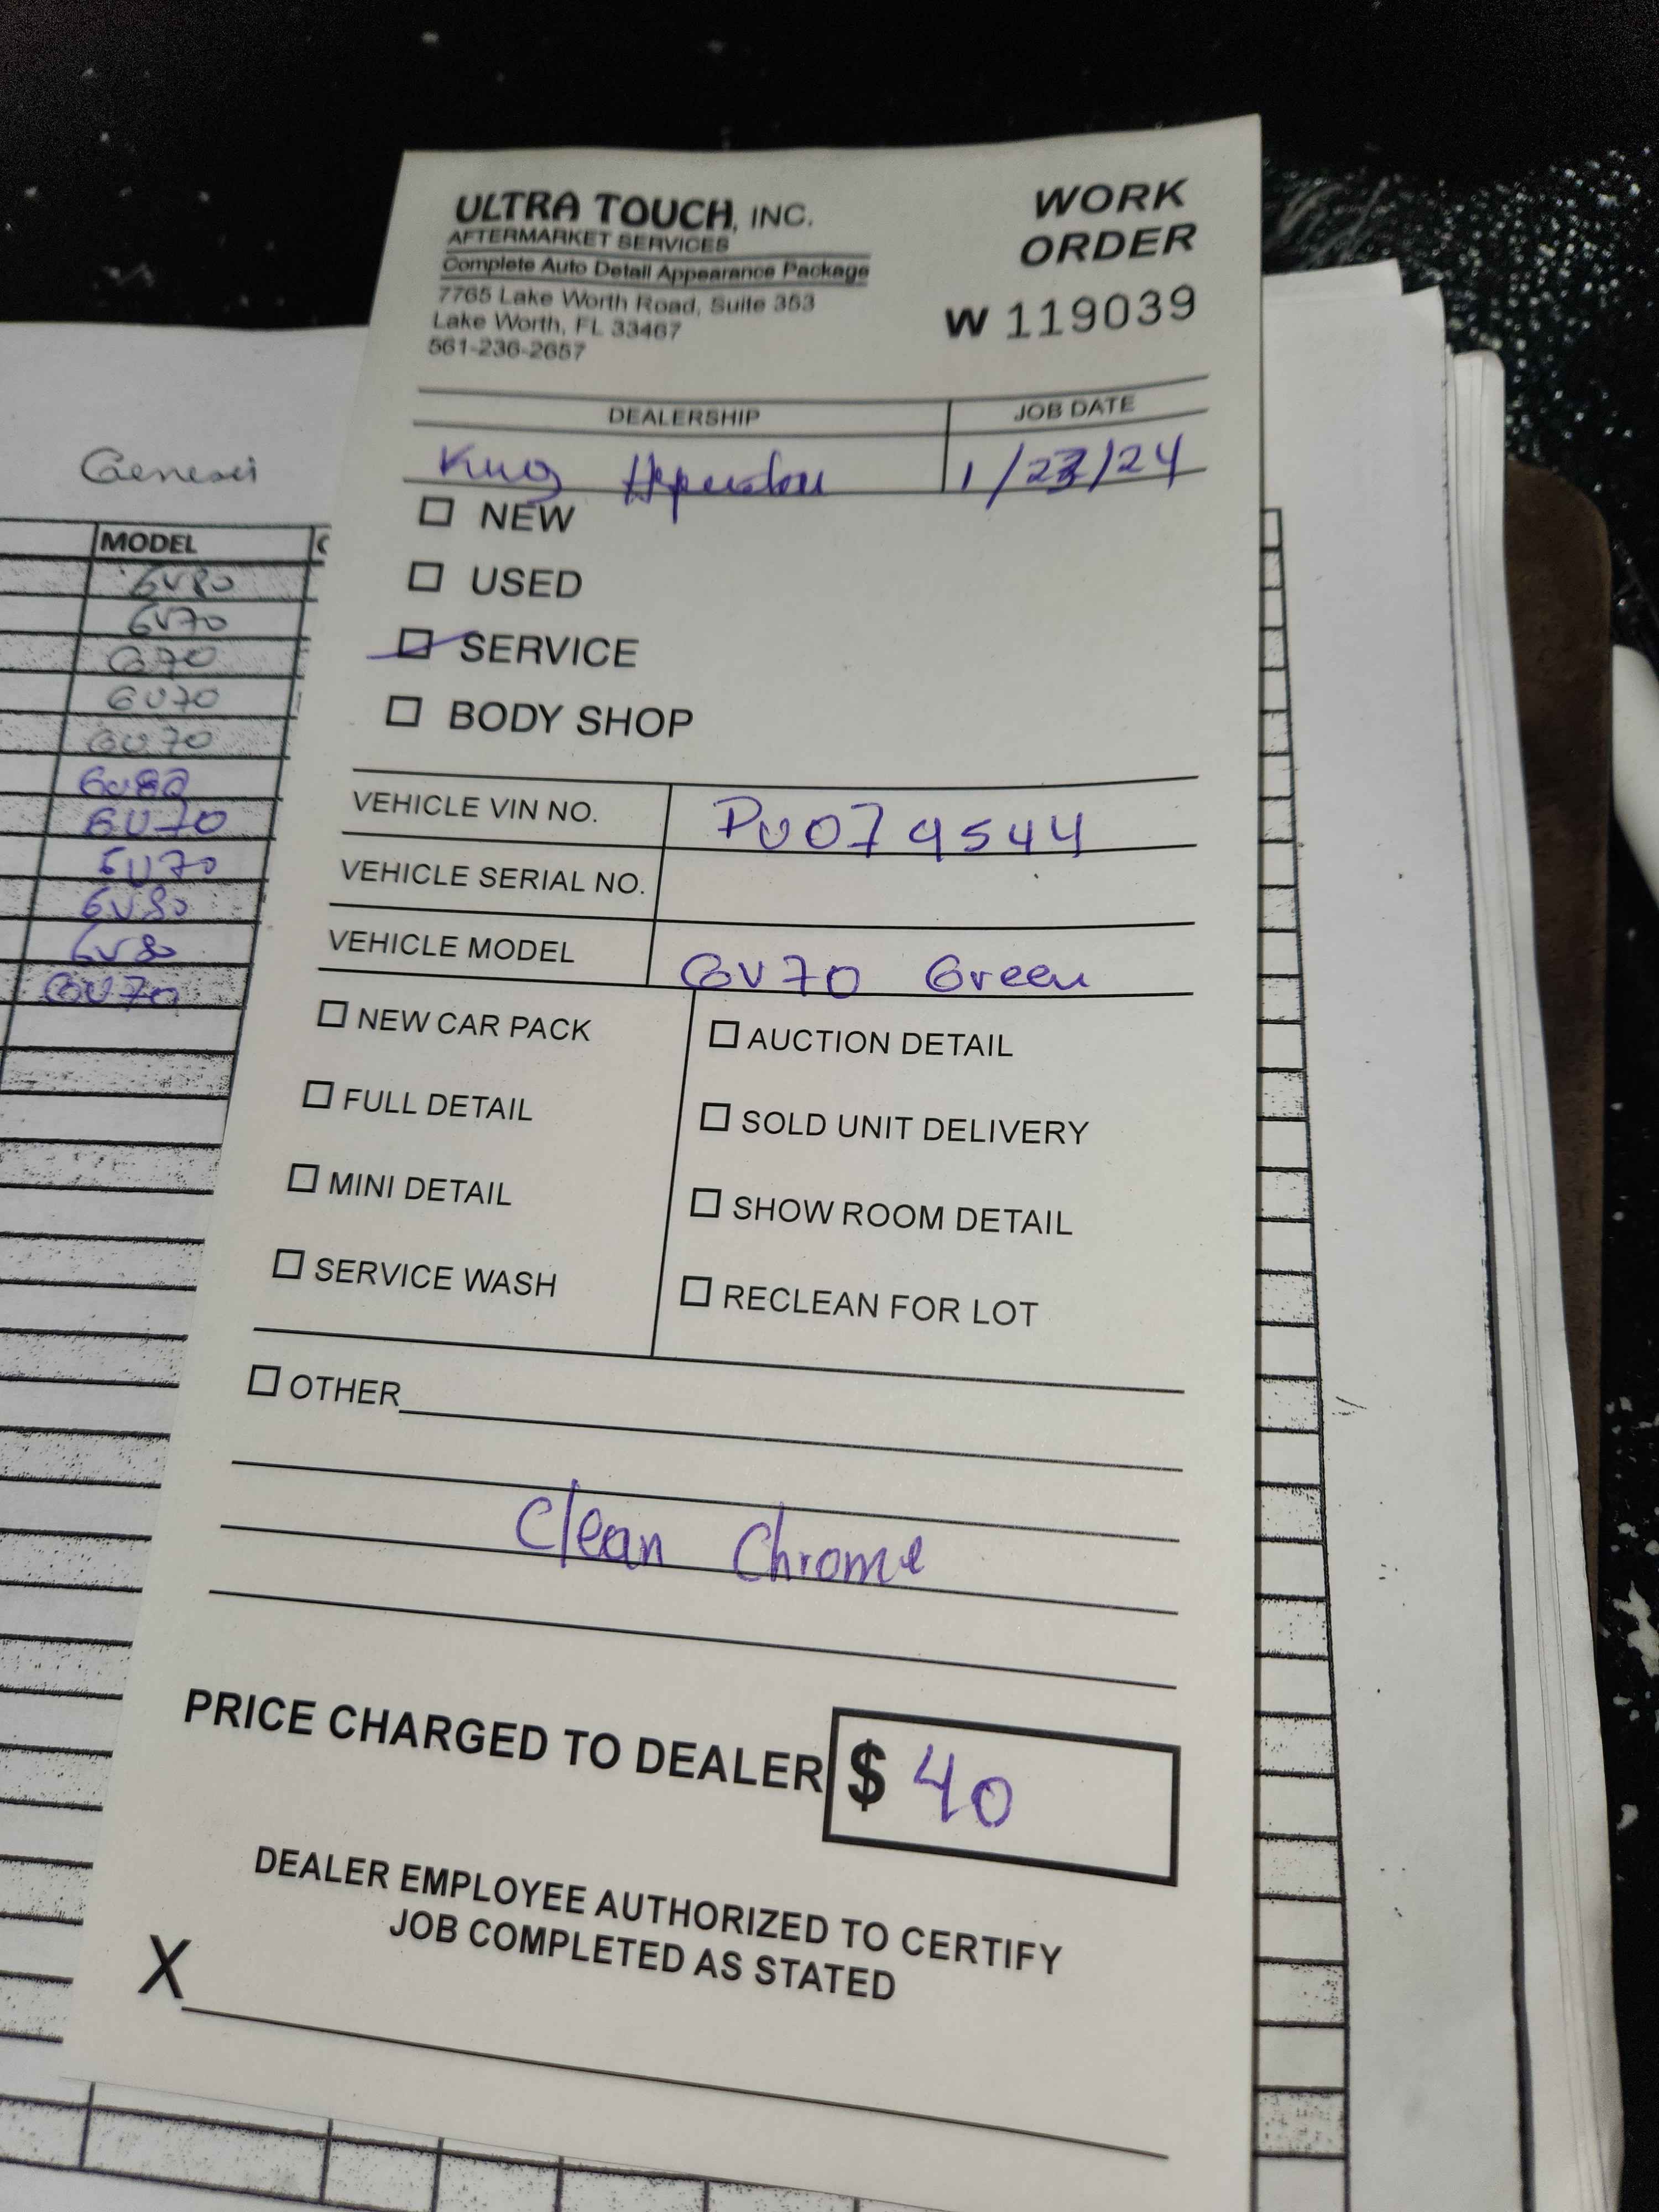 ULTRA TOUCH, INC.
AFTERMARKET SERVICES
Complete Auto Detail Appearance Package
7765 Lake Worth Road, Suite 353
Lake Worth, FL 33467
561-236-2657
WORK
ORDER
W 119039
DEALERSHIP
JOB DATE
King
1/23/24
NEW
USED
SERVICE
BODY SHOP
VEHICLE VIN NO. PU079544
VEHICLE SERIAL NO.
VEHICLE MODEL GV70 Green
NEW CAR PACK
FULL DETAIL
MINI DETAIL
SERVICE WASH
AUCTION DETAIL
SOLD UNIT DELIVERY
SHOW ROOM DETAIL
RECLEAN FOR LOT
OTHER
Clean Chrome
PRICE CHARGED TO DEALER $ 40
DEALER EMPLOYEE AUTHORIZED TO CERTIFY
JOB COMPLETED AS STATED
X
Genesis
MODEL
GV80
GV70
G70
GV70
GV70
GV80
GV70
GV70
GV80
GV80
GV70